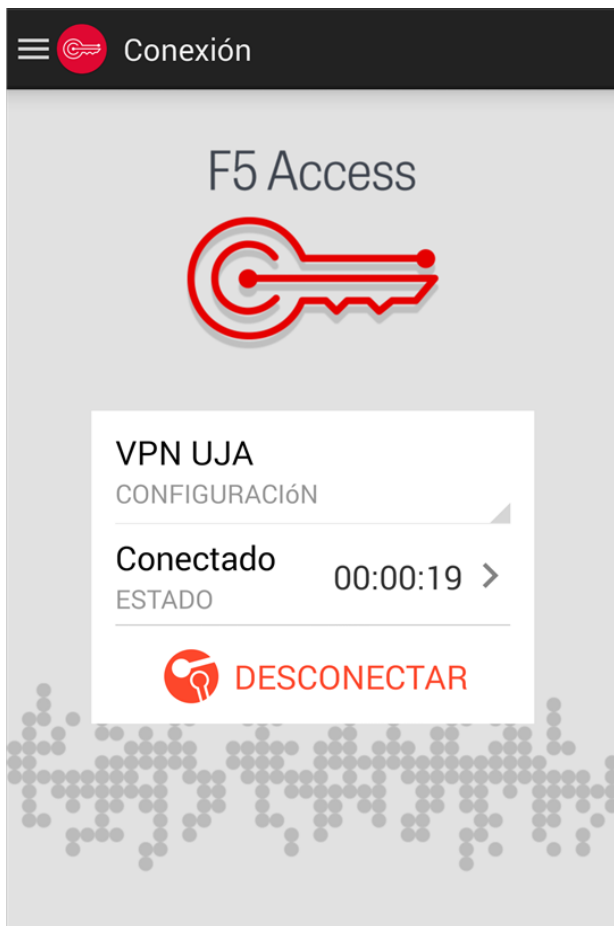 Conexión
F5 Access
VPN UJA
CONFIGURACIóN
Conectado
00:00:19
ESTADO
DESCONECTAR